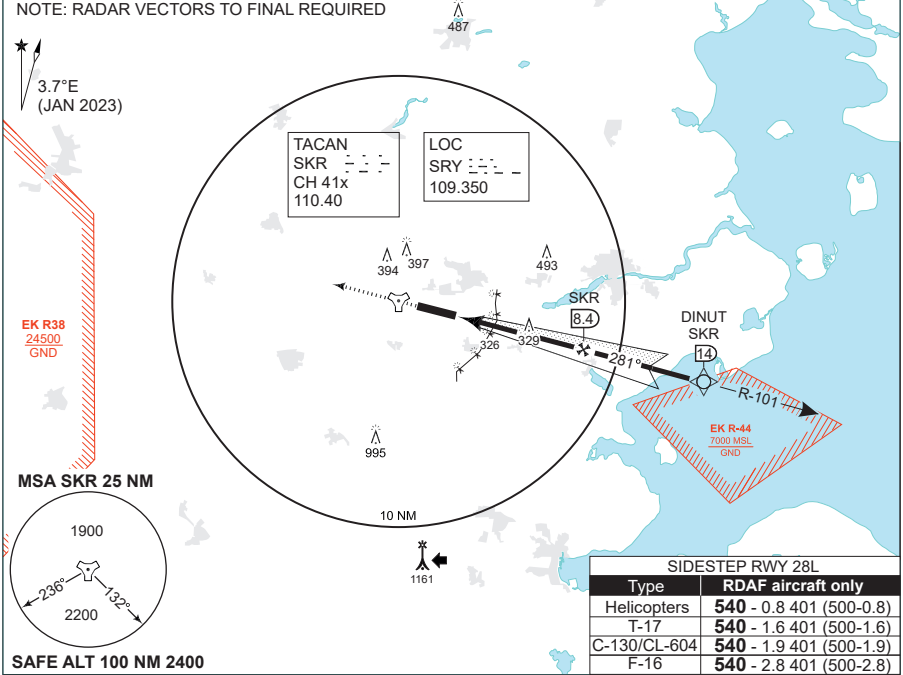 NOTE: RADAR VECTORS TO FINAL REQUIRED
487
3.7°E
(JAN 2023)
TACAN
SKR
CH 41x
110.40
LOC
SRY
109.350
394
397
493
SKR
8.4
DINUT
SKR
14
326
329
281°
R-101
EK R38
24500
GND
EK R-44
7000 MSL
GND
995
MSA SKR 25 NM
1900
236°
132°
2200
SAFE ALT 100 NM 2400
10 NM
1161
SIDESTEP RWY 28L
Type RDAF aircraft only
Helicopters 540 - 0.8 401 (500-0.8)
T-17 540 - 1.6 401 (500-1.6)
C-130/CL-604 540 - 1.9 401 (500-1.9)
F-16 540 - 2.8 401 (500-2.8)